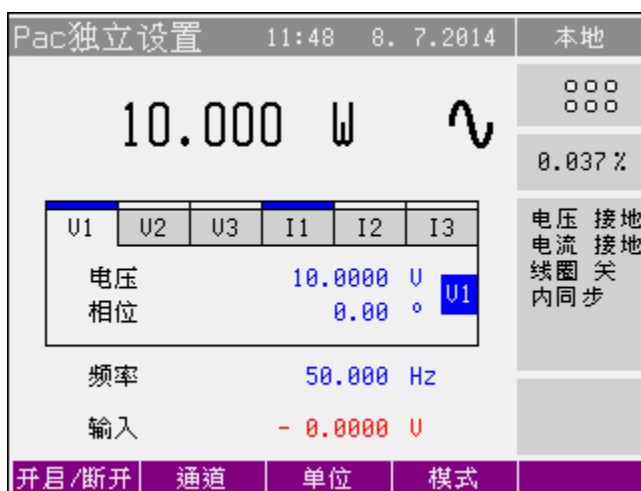 Pac独立设置 11:48 8. 7.2014 本地
10.000 W
0.037%
V1 V2 V3 I1 I2 I3
电压 10.0000 V V1
相位 0.00 °
电压 接地
电流 接地
线圈 关
内同步
频率 50.000 Hz
输入 - 0.0000 V
开启/断开 通道 单位 模式